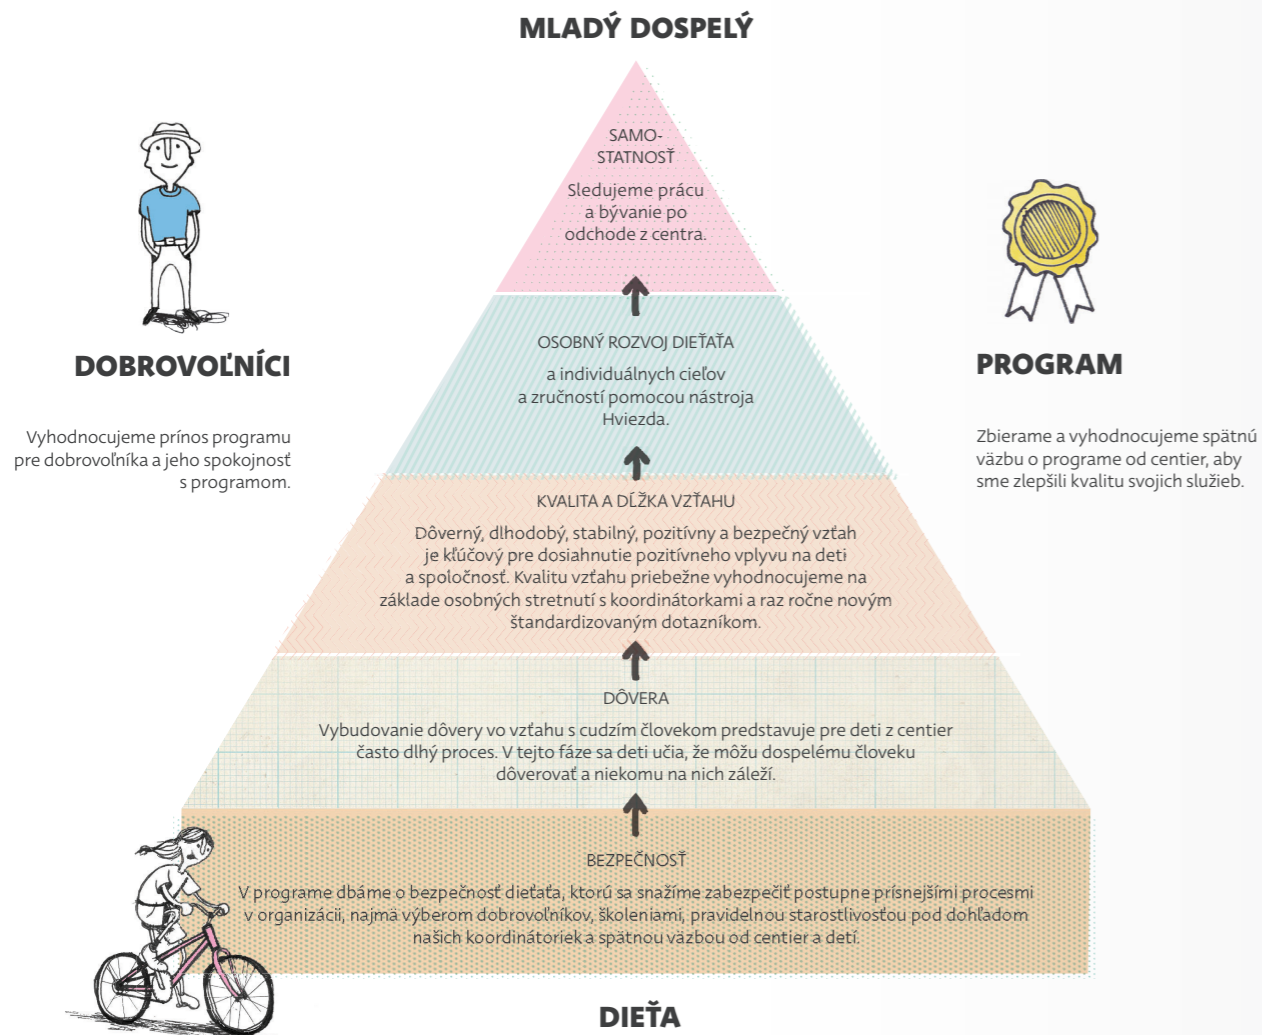 MLADÝ DOSPELÝ
SAMO-
STATNOSŤ
Sledujeme prácu
a bývanie po
odchode z centra.
DOBROVOĽNÍCI
Vyhodnocujeme prínos programu
pre dobrovoľníka a jeho spokojnosť
s programom.
PROGRAM
Zbierame a vyhodnocujeme spätnú
väzbu o programe od centier, aby
sme zlepšili kvalitu svojich služieb.
OSOBNÝ ROZVOJ DIEŤAŤA
a individuálnych cieľov
a zručností pomocou nástroja
Hviezda.
KVALITA A DĹŽKA VZŤAHU
Dôverný, dlhodobý, stabilný, pozitívny a bezpečný vzťah
je kľúčový pre dosiahnutie pozitívneho vplyvu na deti
a spoločnosť. Kvalitu vzťahu priebežne vyhodnocujeme na
základe osobných stretnutí s koordinátorkami a raz ročne novým
štandardizovaným dotazníkom.
DÔVERA
Vybudovanie dôvery vo vzťahu s cudzím človekom predstavuje pre deti z centier
často dlhý proces. V tejto fáze sa deti učia, že môžu dospelému človeku
dôverovať a niekomu na nich záleží.
BEZPEČNOSŤ
V programe dbáme o bezpečnosť dieťaťa, ktorú sa snažíme zabezpečiť postupne prísnejšími procesmi
v organizácii, najmä výberom dobrovoľníkov, školeniami, pravidelnou starostlivosťou pod dohľadom
našich koordinátoriek a spätnou väzbou od centier a detí.
DIEŤA